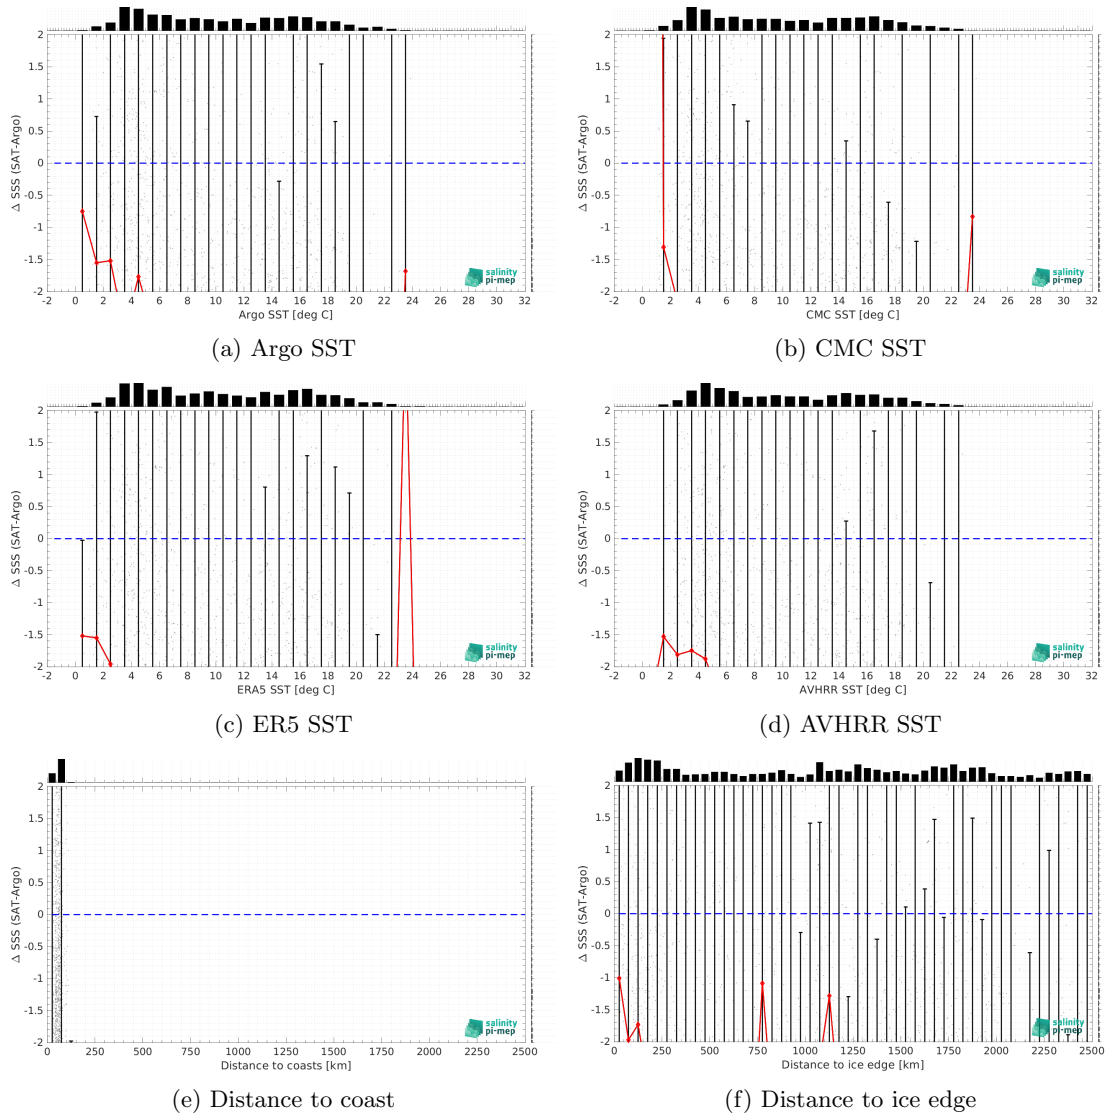 2
1.5
1
0.5
0
-0.5
-1
-1.5
-2
Δ SSS (SAT-Argo)
salinity
pi-mep
-2 0 2 4 6 8 10 12 14 16 18 20 22 24 26 28 30 32
Argo SST [deg C]
(a) Argo SST
2
1.5
1
0.5
0
-0.5
-1
-1.5
-2
Δ SSS (SAT-Argo)
salinity
pi-mep
-2 0 2 4 6 8 10 12 14 16 18 20 22 24 26 28 30 32
CMC SST [deg C]
(b) CMC SST
2
1.5
1
0.5
0
-0.5
-1
-1.5
-2
Δ SSS (SAT-Argo)
salinity
pi-mep
-2 0 2 4 6 8 10 12 14 16 18 20 22 24 26 28 30 32
ERA5 SST [deg C]
(c) ER5 SST
2
1.5
1
0.5
0
-0.5
-1
-1.5
-2
Δ SSS (SAT-Argo)
salinity
pi-mep
-2 0 2 4 6 8 10 12 14 16 18 20 22 24 26 28 30 32
AVHRR SST [deg C]
(d) AVHRR SST
2
1.5
1
0.5
0
-0.5
-1
-1.5
-2
Δ SSS (SAT-Argo)
salinity
pi-mep
0 250 500 750 1000 1250 1500 1750 2000 2250 2500
Distance to coasts [km]
(e) Distance to coast
2
1.5
1
0.5
0
-0.5
-1
-1.5
-2
Δ SSS (SAT-Argo)
salinity
pi-mep
0 250 500 750 1000 1250 1500 1750 2000 2250 2500
Distance to ice edge [km]
(f) Distance to ice edge